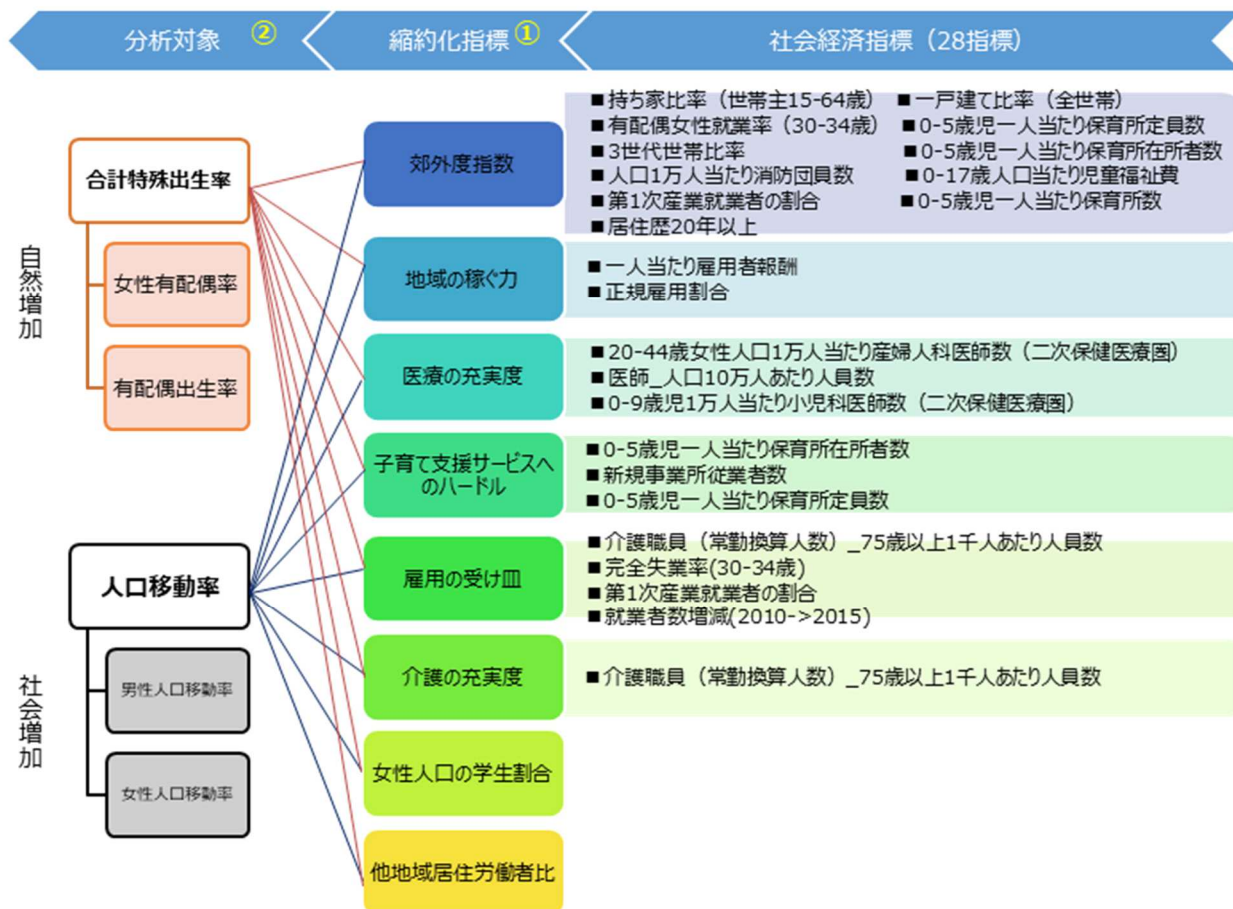 分析対象 ②
縮約化指標①
社会経済指標（28指標）
自然増加
合計特殊出生率
女性有配偶率
有配偶出生率
社会増加
人口移動率
男性人口移動率
女性人口移動率
郊外度指数
■持ち家比率（世帯主15-64歳） ■一戸建て比率（全世帯）
■有配偶女性就業率（30-34歳） ■0-5歳児一人当たり保育所定員数
■3世代世帯比率 ■0-5歳児一人当たり保育所在所者数
■人口1万人当たり消防団員数 ■0-17歳人口当たり児童福祉費
■第1次産業就業者の割合 ■0-5歳児一人当たり保育所数
■居住歴20年以上
地域の稼ぐ力
■一人当たり雇用者報酬
■正規雇用割合
医療の充実度
■20-44歳女性人口1万人当たり産婦人科医師数（二次保健医療圏）
■医師_人口10万人あたり人員数
■0-9歳児1万人当たり小児科医師数（二次保健医療圏）
子育て支援サービスへ
のハードル
■0-5歳児一人当たり保育所在所者数
■新規事業所従業者数
■0-5歳児一人当たり保育所定員数
雇用の受け皿
■介護職員（常勤換算人数）_75歳以上1千人あたり人員数
■完全失業率(30-34歳)
■第1次産業就業者の割合
■就業者数増減(2010->2015)
介護の充実度
■介護職員（常勤換算人数）_75歳以上1千人あたり人員数
女性人口の学生割合
他地域居住労働者比